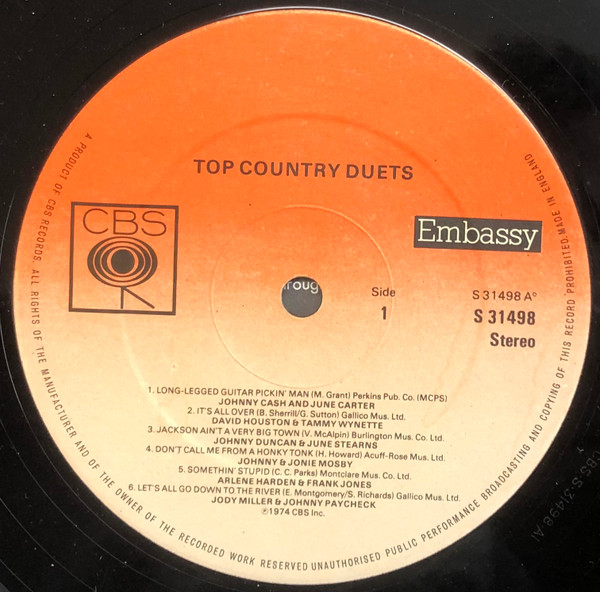 TOP COUNTRY DUETS
CBS
Embassy
Side
1
S 31498 A°
S 31498
Stereo
1. LONG-LEGGED GUITAR PICKIN' MAN (M. Grant) Perkins Pub. Co. (MCPS)
JOHNNY CASH AND JUNE CARTER
2. IT'S ALL OVER (B. Sherrill/G. Sutton) Gallico Mus. Ltd.
DAVID HOUSTON & TAMMY WYNETTE
3. JACKSON AIN'T A VERY BIG TOWN (V. McAlpin) Burlington Mus. Co. Ltd.
JOHNNY DUNCAN & JUNE STEARNS
4. DON'T CALL ME FROM A HONKY TONK (H. Howard) Acuff-Rose Mus. Ltd.
JOHNNY & JONIE MOSBY
5. SOMETHIN' STUPID (C. C. Parks) Montclare Mus. Co. Ltd.
ARLENE HARDEN & FRANK JONES
6. LET'S ALL GO DOWN TO THE RIVER (E. Montgomery/S. Richards) Gallico Mus. Ltd.
JODY MILLER & JOHNNY PAYCHECK
℗1974 CBS Inc.
A PRODUCT OF CBS RECORDS. ALL RIGHTS OF THE MANUFACTURER AND OF THE OWNER OF THE RECORDED WORK RESERVED UNAUTHORISED PUBLIC PERFORMANCE BROADCASTING AND COPYING OF THIS RECORD PROHIBITED: MADE IN ENGLAND